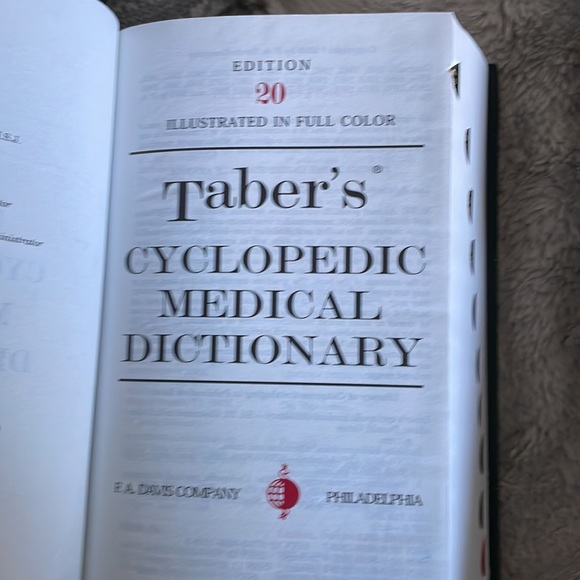 EDITION
20
ILLUSTRATED IN FULL COLOR
Taber's®
CYCLOPEDIC
MEDICAL
DICTIONARY
F. A. DAVIS COMPANY PHILADELPHIA